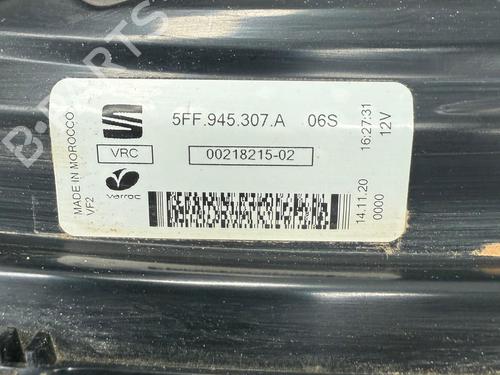 5FF.945.307.A 06S
VRC
00218215-02
varroc
MADE IN MOROCCO
VF2
14.11.20 16:27:31
0000 12V
B-PARTS